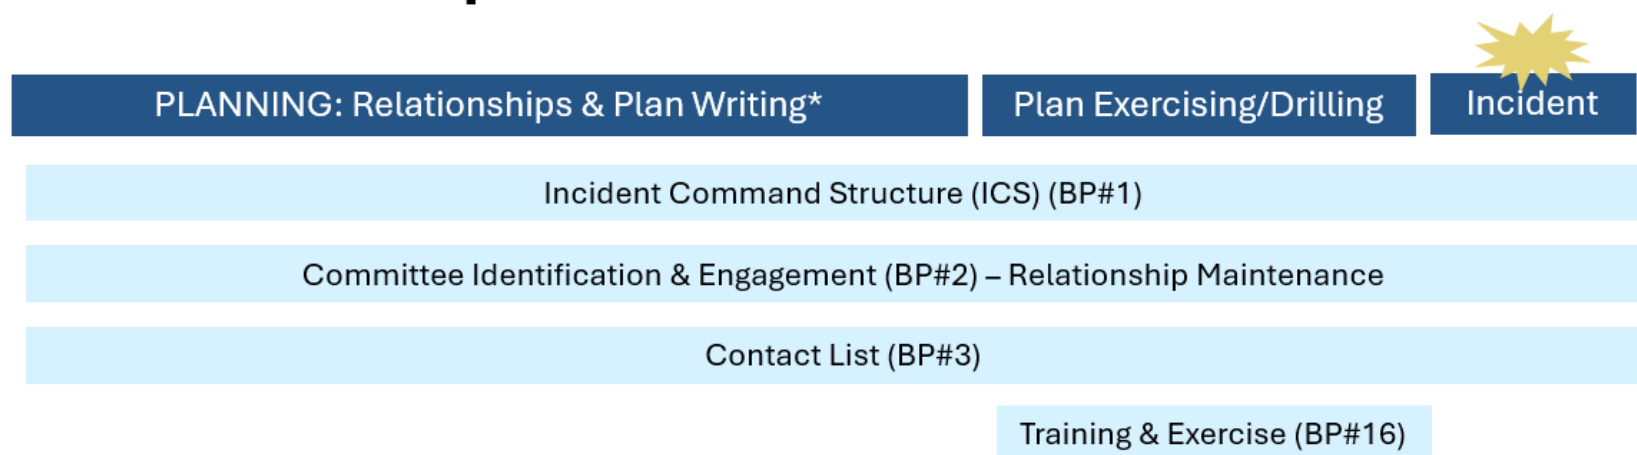 PLANNING: Relationships & Plan Writing*
Plan Exercising/Drilling
Incident
Incident Command Structure (ICS) (BP#1)
Committee Identification & Engagement (BP#2) – Relationship Maintenance
Contact List (BP#3)
Training & Exercise (BP#16)